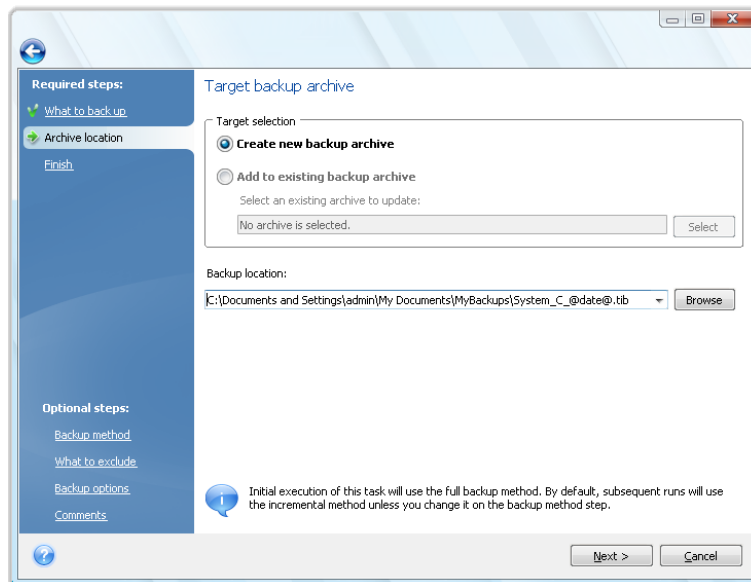 Required steps:
What to back up
Archive location
Finish
Optional steps:
Backup method
What to exclude
Backup options
Comments
Target backup archive
Target selection
Create new backup archive
Add to existing backup archive
Select an existing archive to update:
No archive is selected.
Select
Backup location:
C:\Documents and Settings\admin\My Documents\MyBackups\System_C_@date@.tib
Browse
Initial execution of this task will use the full backup method. By default, subsequent runs will use
the incremental method unless you change it on the backup method step.
Next >
Cancel